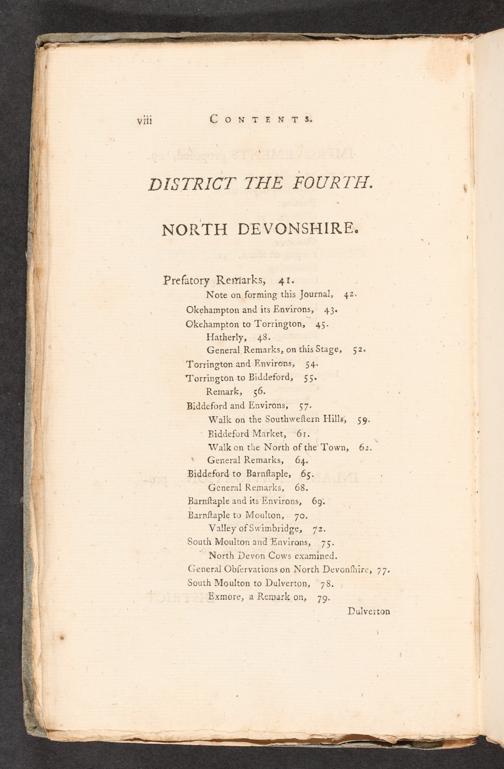 viii CONTENTS.
DISTRICT THE FOURTH.
NORTH DEVONSHIRE.
Prefatory Remarks, 41.
Note on forming this Journal, 42.
Okehampton and its Environs, 43.
Okehampton to Torrington, 45.
Hatherly, 48.
General Remarks, on this Stage, 52.
Torrington and Environs, 54.
Torrington to Biddeford, 55.
Remark, 56.
Biddeford and Environs, 57.
Walk on the Southweſtern Hills, 59.
Biddeford Market, 61.
Walk on the North of the Town, 62.
General Remarks, 64.
Biddeford to Barnſtaple, 65.
General Remarks, 68.
Barnſtaple and its Environs, 69.
Barnſtaple to Moulton, 70.
Valley of Swimbridge, 72.
South Moulton and Environs, 75.
North Devon Cows examined.
General Obſervations on North Devonſhire, 77.
South Moulton to Dulverton, 78.
Exmore, a Remark on, 79.
Dulverton